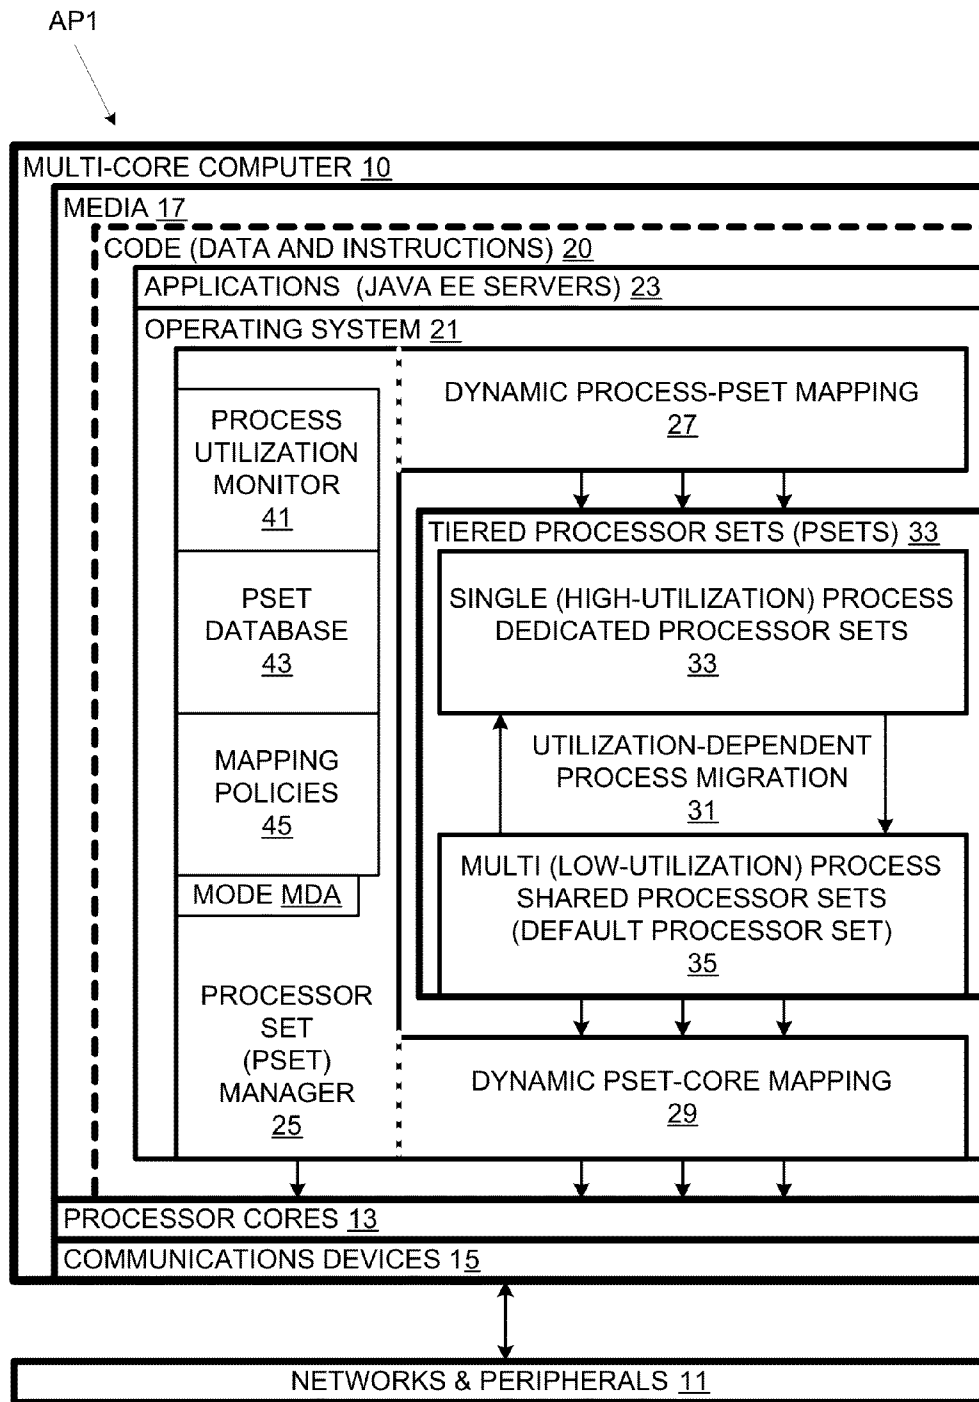 AP1
MULTI-CORE COMPUTER 10
MEDIA 17
CODE (DATA AND INSTRUCTIONS) 20
APPLICATIONS (JAVA EE SERVERS) 23
OPERATING SYSTEM 21
PROCESS
UTILIZATION
MONITOR
41
PSET
DATABASE
43
MAPPING
POLICIES
45
MODE MDA
PROCESSOR
SET
(PSET)
MANAGER
25
DYNAMIC PROCESS-PSET MAPPING
27
TIERED PROCESSOR SETS (PSETS) 33
SINGLE (HIGH-UTILIZATION) PROCESS
DEDICATED PROCESSOR SETS
33
UTILIZATION-DEPENDENT
PROCESS MIGRATION
31
MULTI (LOW-UTILIZATION) PROCESS
SHARED PROCESSOR SETS
(DEFAULT PROCESSOR SET)
35
DYNAMIC PSET-CORE MAPPING
29
PROCESSOR CORES 13
COMMUNICATIONS DEVICES 15
NETWORKS & PERIPHERALS 11